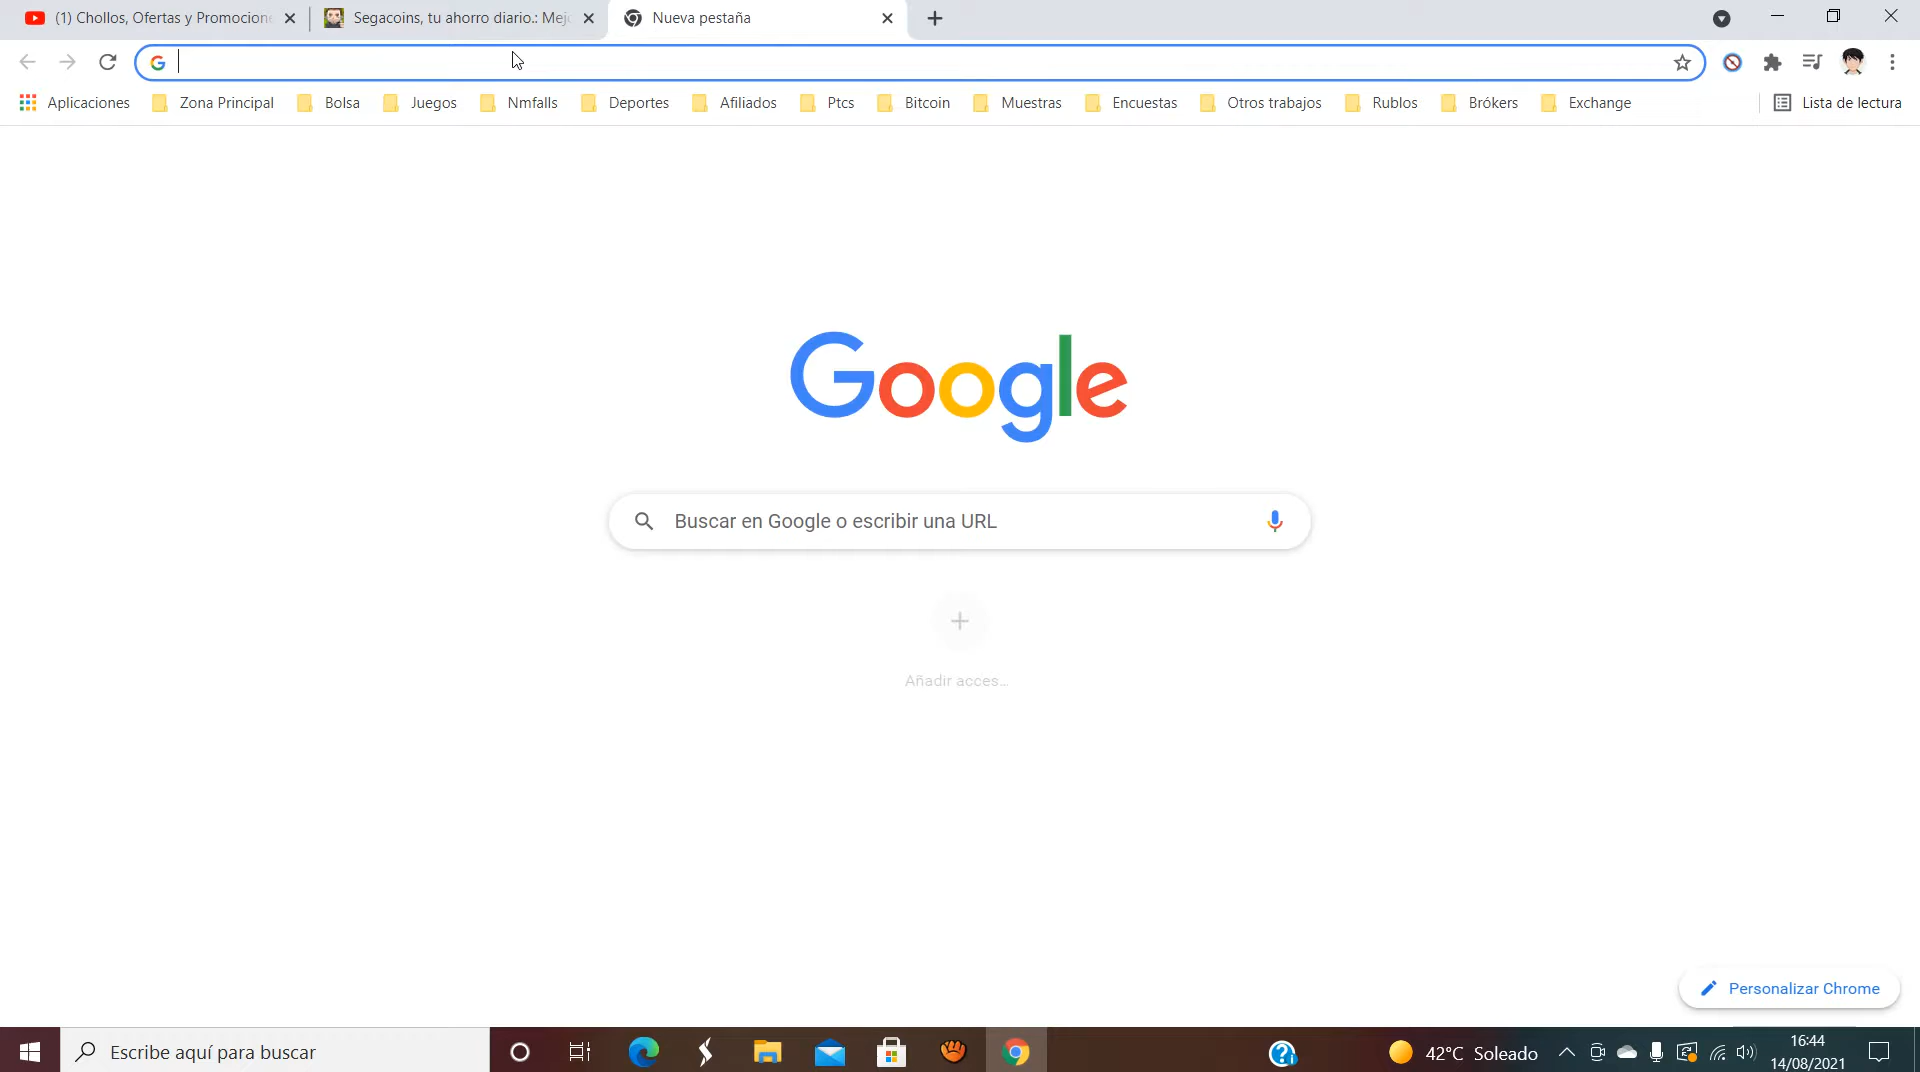 (1) Chollos, Ofertas y Promocione
Segacoins, tu ahorro diario.: Mej
Nueva pestaña
Aplicaciones
Zona Principal
Bolsa
Juegos
Nmfalls
Deportes
Afiliados
Ptcs
Bitcoin
Muestras
Encuestas
Otros trabajos
Rublos
Brókers
Exchange
Lista de lectura
Google
Buscar en Google o escribir una URL
Añadir acces...
Personalizar Chrome
Escribe aquí para buscar
42°C Soleado
16:44
14/08/2021